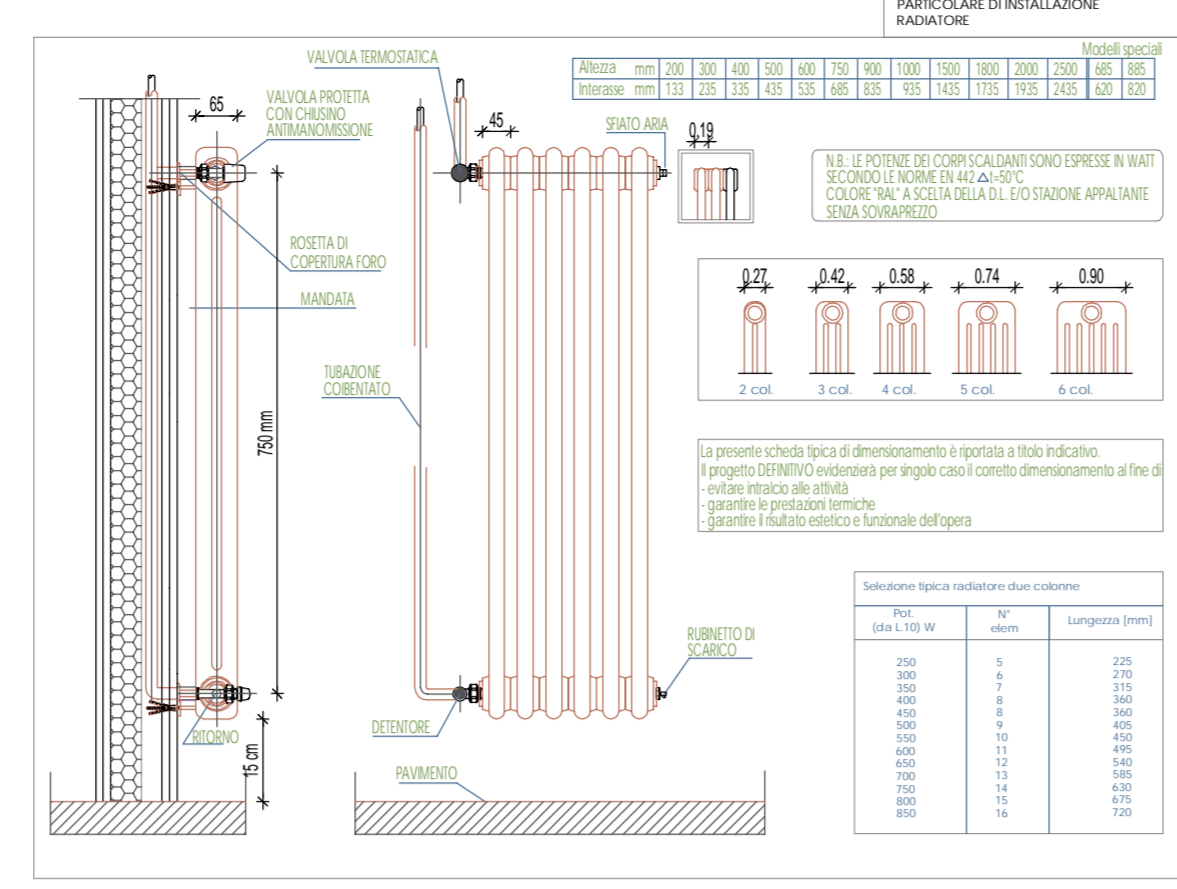 PARTICOLARE DI INSTALLAZIONE
RADIATORE
Modelli speciali
Altezza mm 200 300 400 500 600 750 900 1000 1500 1800 2000 2500 685 885
Interasse mm 133 235 335 435 535 685 835 935 1435 1735 1935 2435 620 820
VALVOLA TERMOSTATICA
65
VALVOLA PROTETTA
CON CHIUSINO
ANTIMANOMISSIONE
45
SFIATO ARIA
0,19
N.B.: LE POTENZE DEI CORPI SCALDANTI SONO ESPRESSE IN WATT
SECONDO LE NORME EN 442 △t=50°C
COLORE "RAL" A SCELTA DELLA D.L. E/O STAZIONE APPALTANTE
SENZA SOVRAPREZZO
ROSETTA DI
COPERTURA FORO
MANDATA
0.27 0.42 0.58 0.74 0.90
2 col. 3 col. 4 col. 5 col. 6 col.
TUBAZIONE
COIBENTATO
750 mm
La presente scheda tipica di dimensionamento è riportata a titolo indicativo.
Il progetto DEFINITIVO evidenzierà per singolo caso il corretto dimensionamento al fine di
- evitare intralcio alle attività
- garantire le prestazioni termiche
- garantire il risultato estetico e funzionale dell'opera
RUBINETTO DI
SCARICO
DETENTORE
RITORNO
15 cm
PAVIMENTO
Selezione tipica radiatore due colonne
Pot. N° Lungezza [mm]
(da L.10) W elem
250 5 225
300 6 270
350 7 315
400 8 360
450 8 360
500 9 405
550 10 450
600 11 495
650 12 540
700 13 585
750 14 630
800 15 675
850 16 720